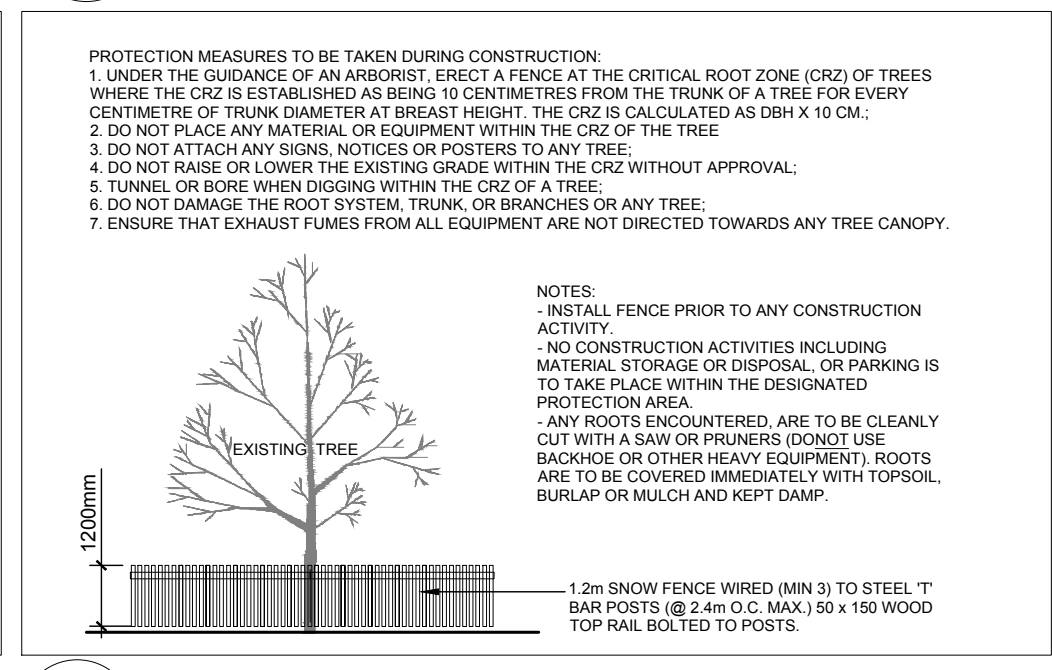 PROTECTION MEASURES TO BE TAKEN DURING CONSTRUCTION:
1. UNDER THE GUIDANCE OF AN ARBORIST, ERECT A FENCE AT THE CRITICAL ROOT ZONE (CRZ) OF TREES
WHERE THE CRZ IS ESTABLISHED AS BEING 10 CENTIMETRES FROM THE TRUNK OF A TREE FOR EVERY
CENTIMETRE OF TRUNK DIAMETER AT BREAST HEIGHT. THE CRZ IS CALCULATED AS DBH X 10 CM.;
2. DO NOT PLACE ANY MATERIAL OR EQUIPMENT WITHIN THE CRZ OF THE TREE
3. DO NOT ATTACH ANY SIGNS, NOTICES OR POSTERS TO ANY TREE;
4. DO NOT RAISE OR LOWER THE EXISTING GRADE WITHIN THE CRZ WITHOUT APPROVAL;
5. TUNNEL OR BORE WHEN DIGGING WITHIN THE CRZ OF A TREE;
6. DO NOT DAMAGE THE ROOT SYSTEM, TRUNK, OR BRANCHES OR ANY TREE;
7. ENSURE THAT EXHAUST FUMES FROM ALL EQUIPMENT ARE NOT DIRECTED TOWARDS ANY TREE CANOPY.
NOTES:
- INSTALL FENCE PRIOR TO ANY CONSTRUCTION
ACTIVITY.
- NO CONSTRUCTION ACTIVITIES INCLUDING
MATERIAL STORAGE OR DISPOSAL, OR PARKING IS
TO TAKE PLACE WITHIN THE DESIGNATED
PROTECTION AREA.
- ANY ROOTS ENCOUNTERED, ARE TO BE CLEANLY
CUT WITH A SAW OR PRUNERS (DONOT USE
BACKHOE OR OTHER HEAVY EQUIPMENT). ROOTS
ARE TO BE COVERED IMMEDIATELY WITH TOPSOIL,
BURLAP OR MULCH AND KEPT DAMP.
EXISTING TREE
1200mm
1.2m SNOW FENCE WIRED (MIN 3) TO STEEL 'T'
BAR POSTS (@ 2.4m O.C. MAX.) 50 x 150 WOOD
TOP RAIL BOLTED TO POSTS.